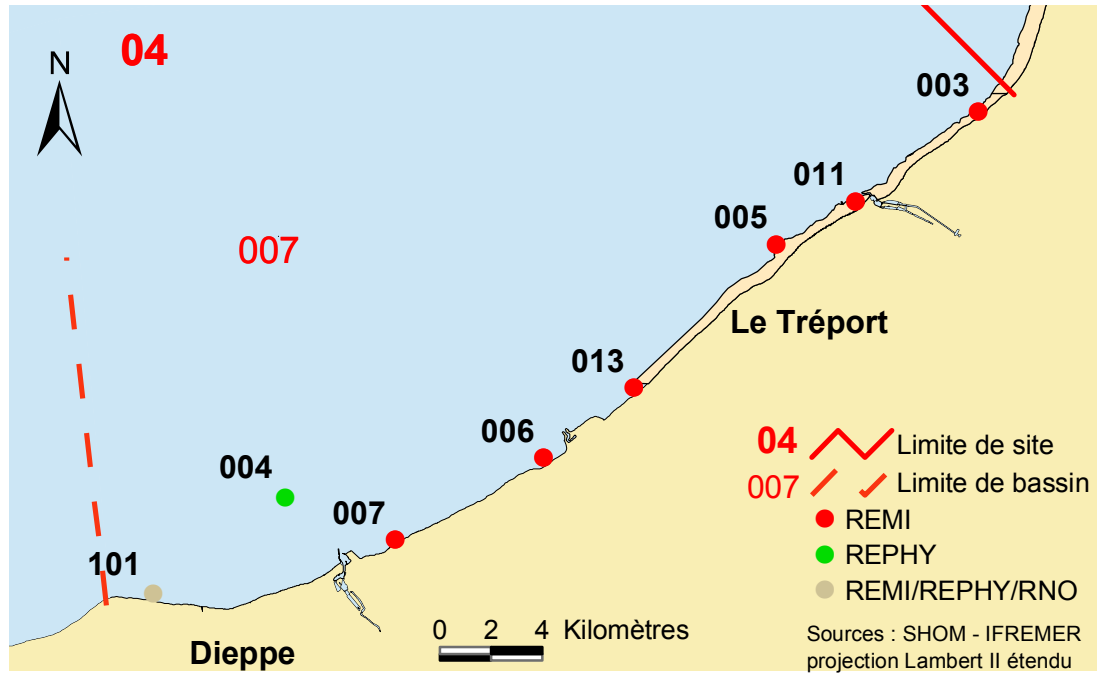 04
N
003
011
005
007
Le Tréport
013
006
004
007
101
Dieppe
0 2 4 Kilomètres
04 Limite de site
007 Limite de bassin
REMI
REPHY
REMI/REPHY/RNO
Sources : SHOM - IFREMER
projection Lambert II étendu